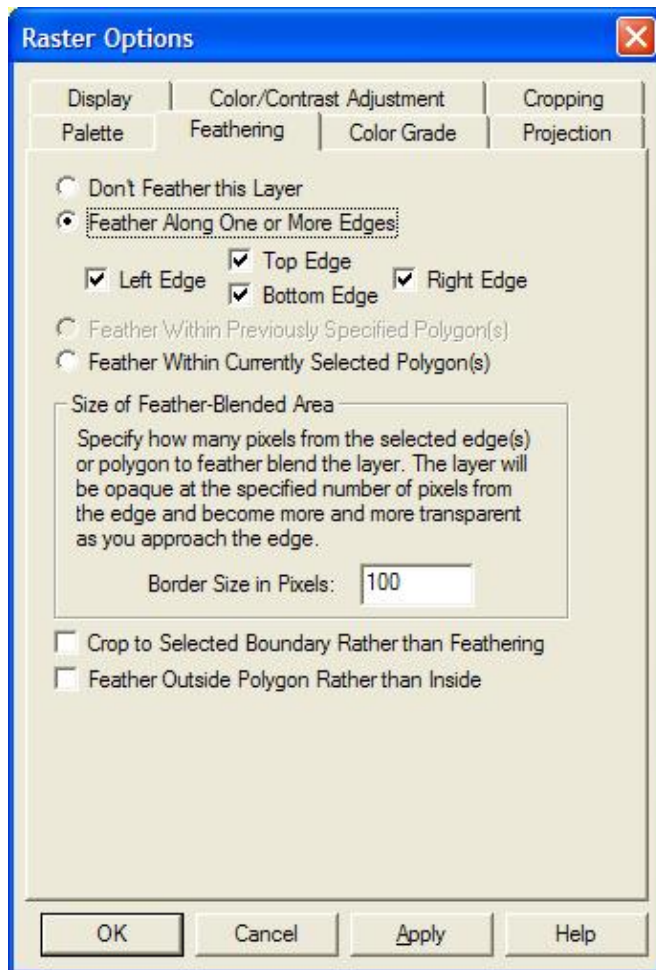 Raster Options
Display Color/Contrast Adjustment Cropping
Palette Feathering Color Grade Projection
Don't Feather this Layer
Feather Along One or More Edges
Top Edge
Left Edge Right Edge
Bottom Edge
Feather Within Previously Specified Polygon(s)
Feather Within Currently Selected Polygon(s)
Size of Feather-Blended Area
Specify how many pixels from the selected edge(s)
or polygon to feather blend the layer. The layer will
be opaque at the specified number of pixels from
the edge and become more and more transparent
as you approach the edge.
Border Size in Pixels: 100
Crop to Selected Boundary Rather than Feathering
Feather Outside Polygon Rather than Inside
OK Cancel Apply Help